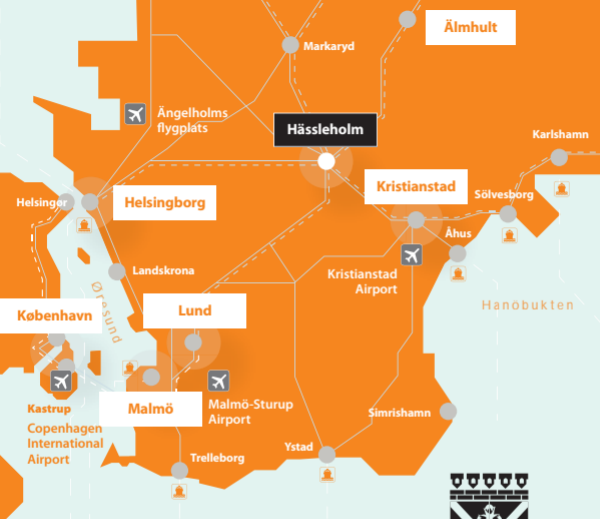 Älmhult
Markaryd
Ängelholms
flygplats
Hässleholm
Karlshamn
Kristianstad
Helsingør
Helsingborg
Sölvesborg
Åhus
Landskrona
Kristianstad
Airport
Øresund
Hanöbukten
København
Lund
Malmö
Kastrup
Malmö-Sturup
Airport
Simrishamn
Copenhagen
International
Airport
Ystad
Trelleborg